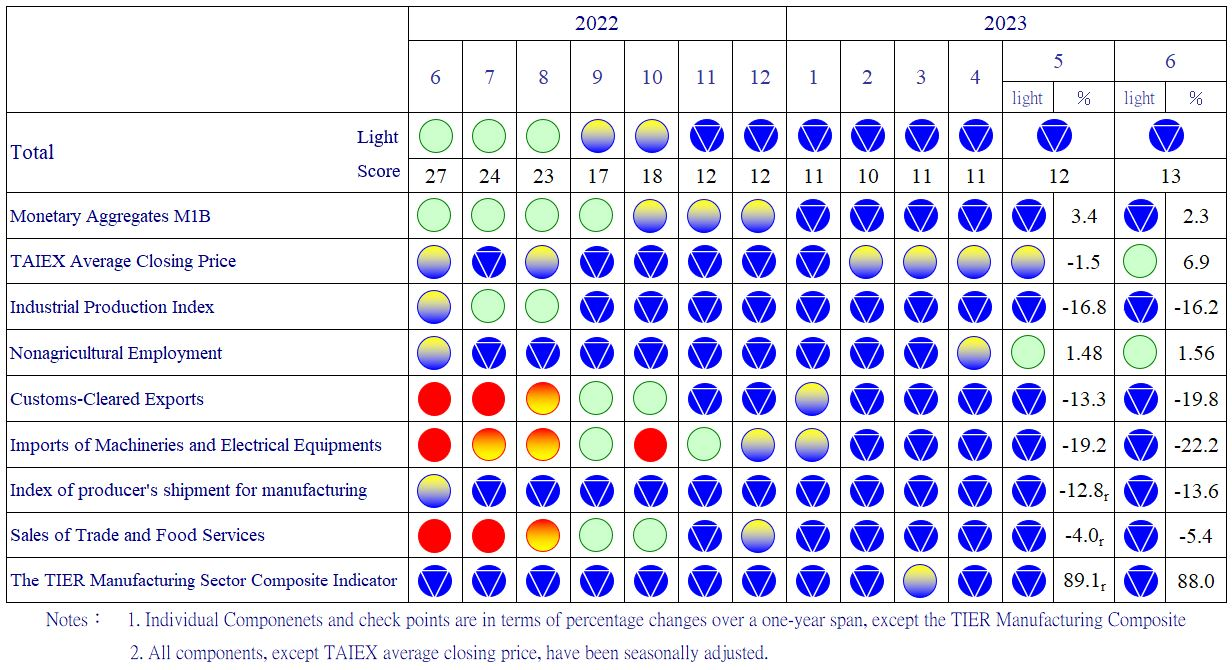 2022 2023
6 7 8 9 10 11 12 1 2 3 4 5 6
light % light %
Total Light
Score 27 24 23 17 18 12 12 11 10 11 11 12 13
Monetary Aggregates M1B 3.4 2.3
TAIEX Average Closing Price -1.5 6.9
Industrial Production Index -16.8 -16.2
Nonagricultural Employment 1.48 1.56
Customs-Cleared Exports -13.3 -19.8
Imports of Machineries and Electrical Equipments -19.2 -22.2
Index of producer's shipment for manufacturing -12.8r -13.6
Sales of Trade and Food Services -4.0r -5.4
The TIER Manufacturing Sector Composite Indicator 89.1r 88.0
Notes： 1. Individual Componenets and check points are in terms of percentage changes over a one-year span, except the TIER Manufacturing Composite
2. All components, except TAIEX average closing price, have been seasonally adjusted.